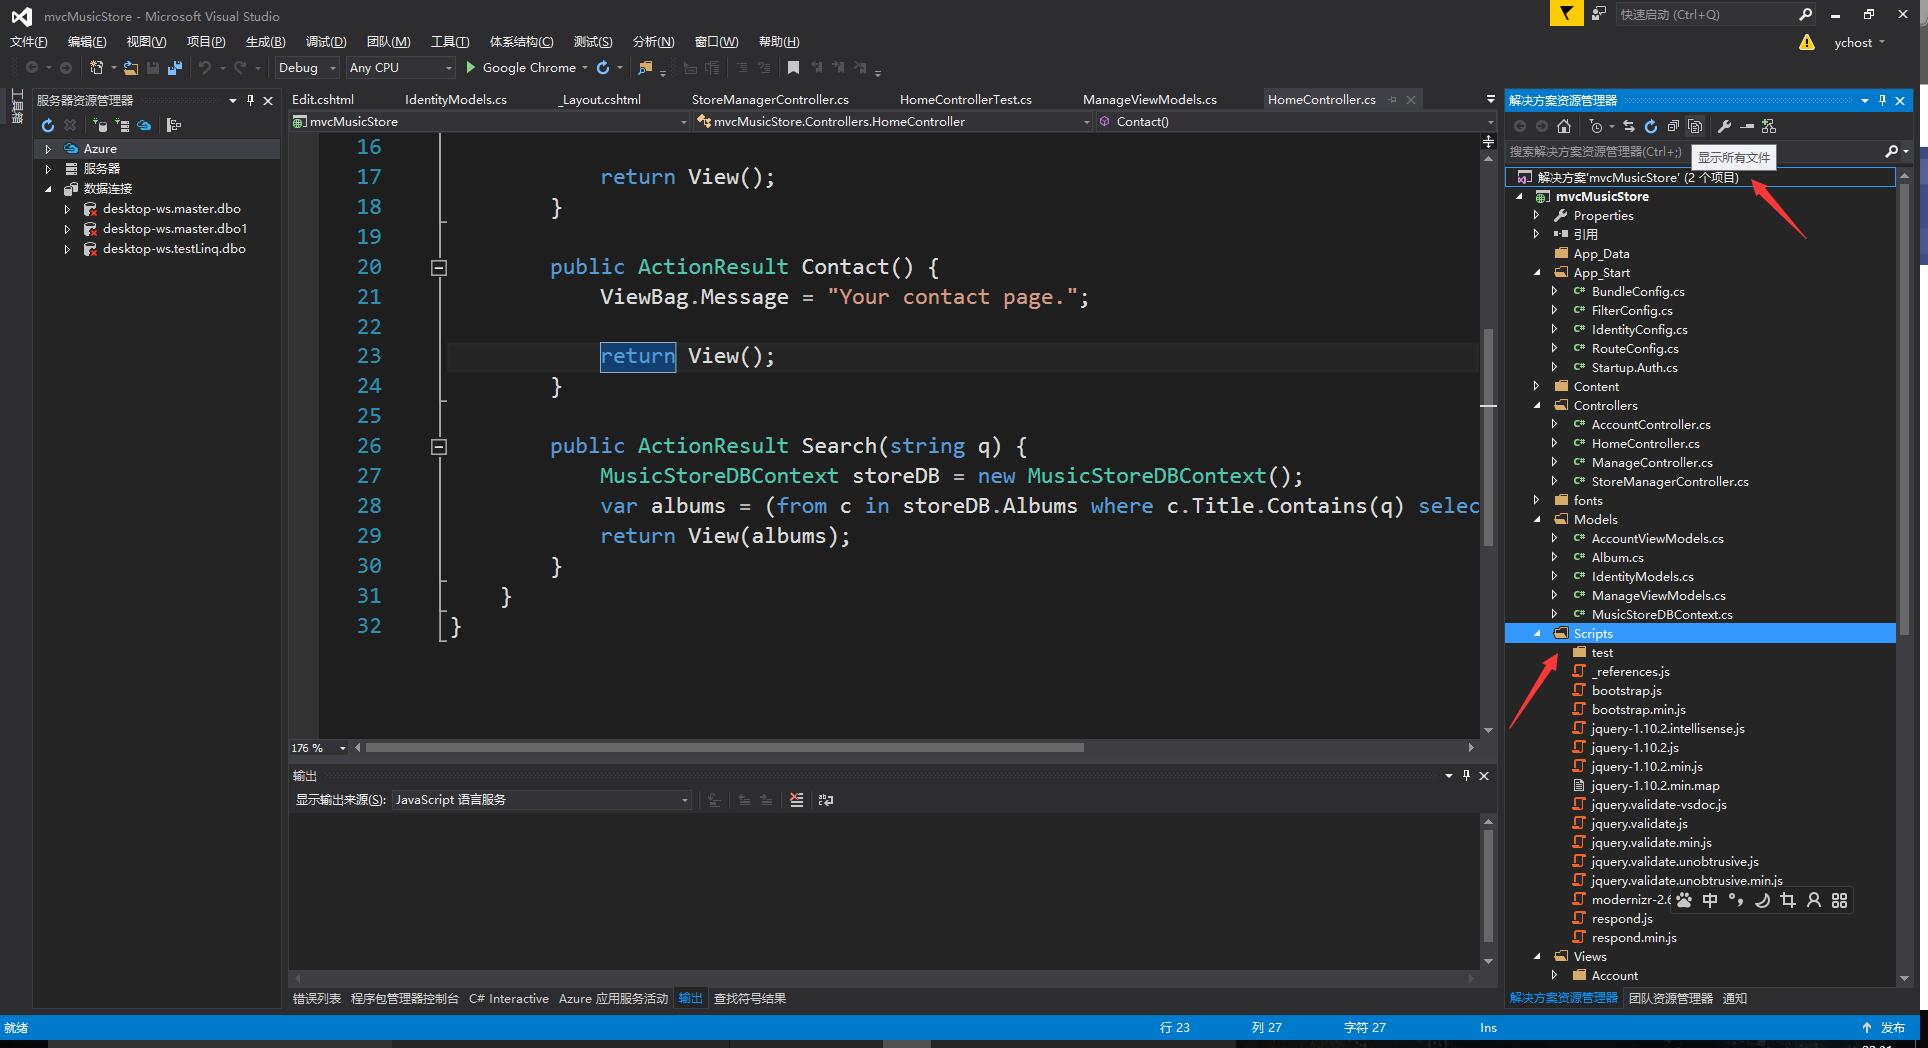 mvcMusicStore - Microsoft Visual Studio
快速启动 (Ctrl+Q)
文件(F) 编辑(E) 视图(V) 项目(P) 生成(B) 调试(D) 团队(M) 工具(T) 体系结构(C) 测试(S) 分析(N) 窗口(W) 帮助(H)
ychost
Debug
Any CPU
Google Chrome
工具箱
服务器资源管理器
Azure
服务器
数据连接
desktop-ws.master.dbo
desktop-ws.master.dbo1
desktop-ws.testLinq.dbo
Edit.cshtml IdentityModels.cs _Layout.cshtml StoreManagerController.cs HomeControllerTest.cs ManageViewModels.cs HomeController.cs
mvcMusicStore
mvcMusicStore.Controllers.HomeController
Contact()
16
17 return View();
18 }
19
20 public ActionResult Contact() {
21 ViewBag.Message = "Your contact page.";
22
23 return View();
24 }
25
26 public ActionResult Search(string q) {
27 MusicStoreDBContext storeDB = new MusicStoreDBContext();
28 var albums = (from c in storeDB.Albums where c.Title.Contains(q) selec
29 return View(albums);
30 }
31 }
32 }
176 %
输出
显示输出来源(S): JavaScript 语言服务
错误列表 程序包管理器控制台 C# Interactive Azure 应用服务活动 输出 查找符号结果
解决方案资源管理器
搜索解决方案资源管理器(Ctrl+;)
显示所有文件
解决方案'mvcMusicStore' (2 个项目)
mvcMusicStore
Properties
引用
App_Data
App_Start
C# BundleConfig.cs
C# FilterConfig.cs
C# IdentityConfig.cs
C# RouteConfig.cs
C# Startup.Auth.cs
Content
Controllers
C# AccountController.cs
C# HomeController.cs
C# ManageController.cs
C# StoreManagerController.cs
fonts
Models
C# AccountViewModels.cs
C# Album.cs
C# IdentityModels.cs
C# ManageViewModels.cs
C# MusicStoreDBContext.cs
Scripts
test
_references.js
bootstrap.js
bootstrap.min.js
jquery-1.10.2.intellisense.js
jquery-1.10.2.js
jquery-1.10.2.min.js
jquery-1.10.2.min.map
jquery.validate-vsdoc.js
jquery.validate.js
jquery.validate.min.js
jquery.validate.unobtrusive.js
jquery.validate.unobtrusive.min.js
modernizr-2.6
中
respond.js
respond.min.js
Views
Account
解决方案资源管理器 团队资源管理器 通知
就绪
行 23
列 27
字符 27
Ins
发布